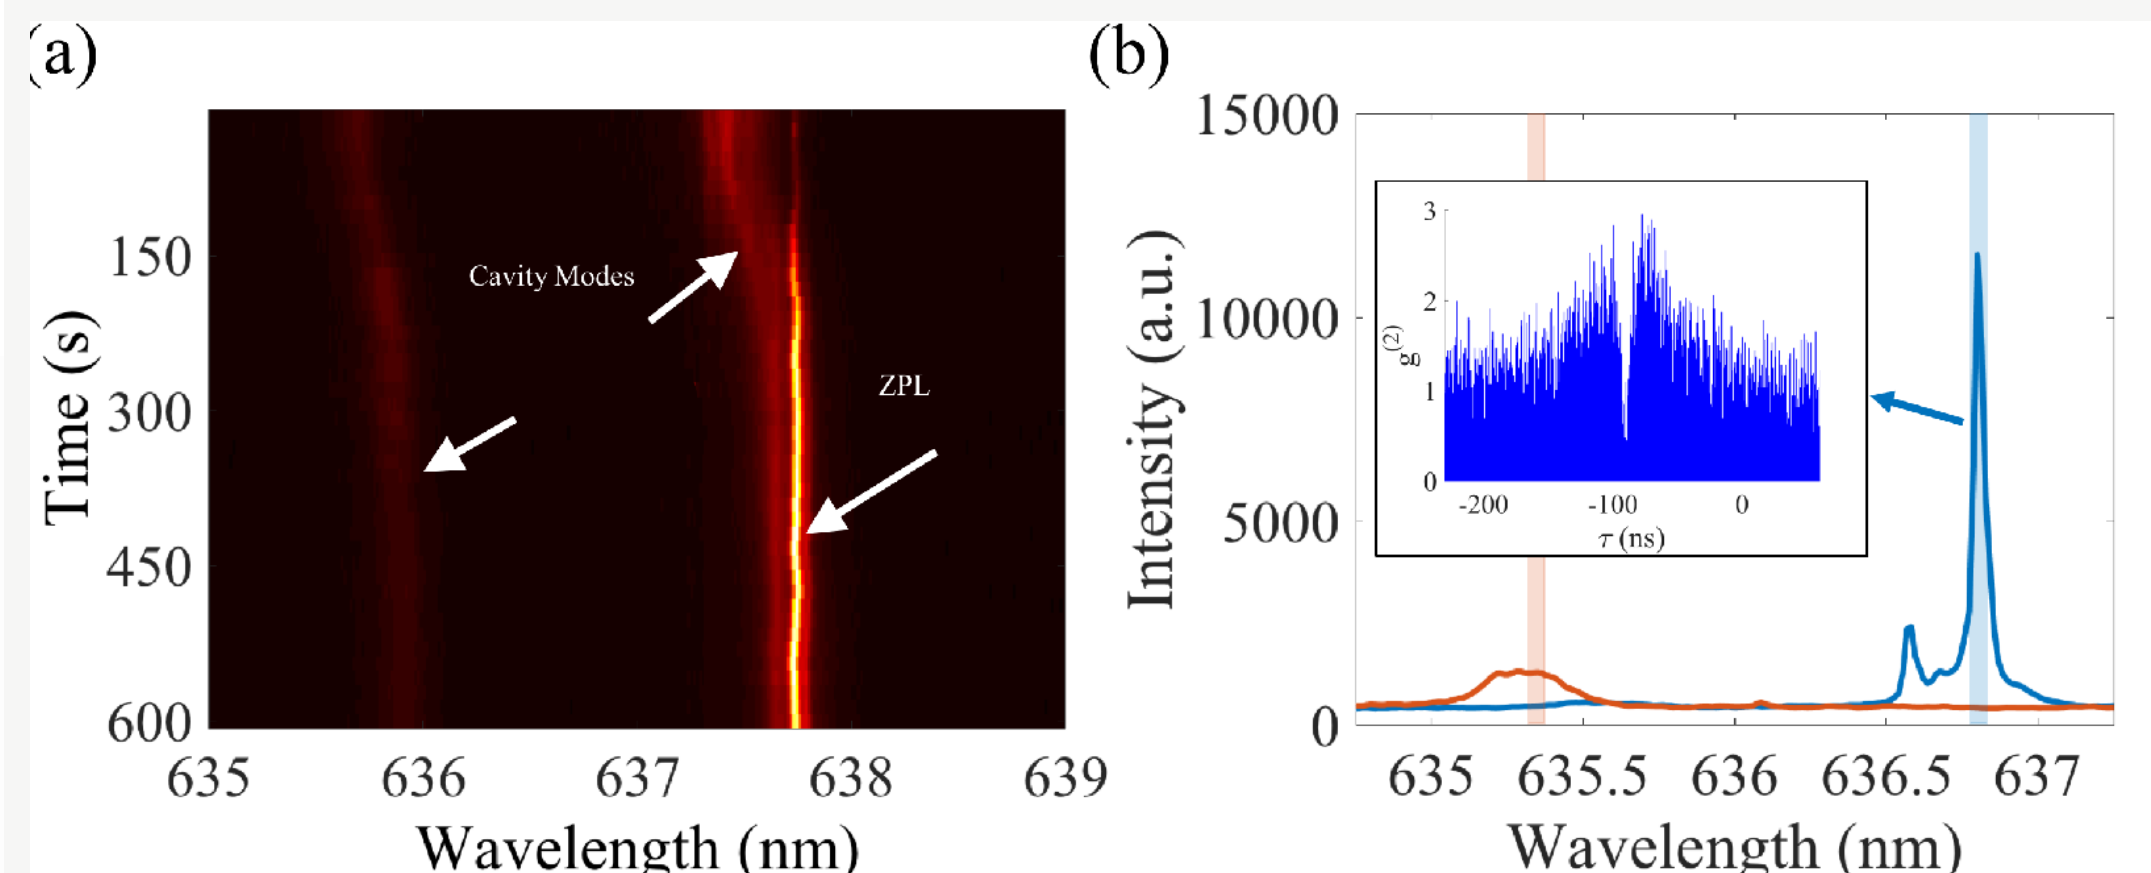 (a)
Time (s)
150
300
450
600
Cavity Modes
ZPL
635 636 637 638 639
Wavelength (nm)
(b)
Intensity (a.u.)
15000
10000
5000
0
g(2)
3
2
1
0
-200 -100 0
τ (ns)
635 635.5 636 636.5 637
Wavelength (nm)